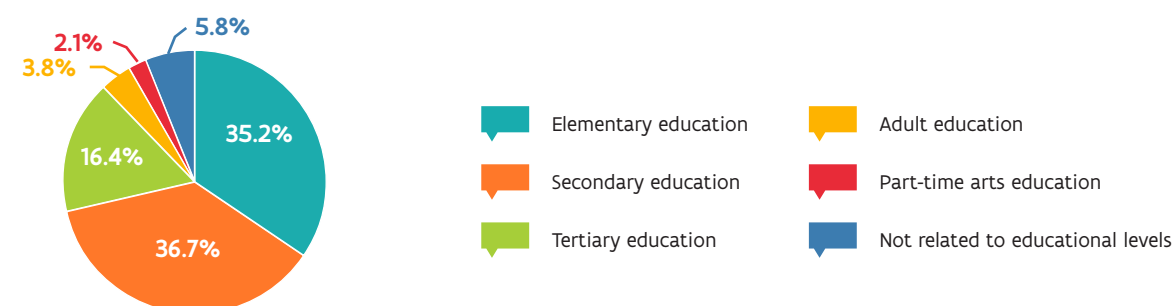 5.8%
2.1%
3.8%
35.2%
16.4%
36.7%
Elementary education
Secondary education
Tertiary education
Adult education
Part-time arts education
Not related to educational levels